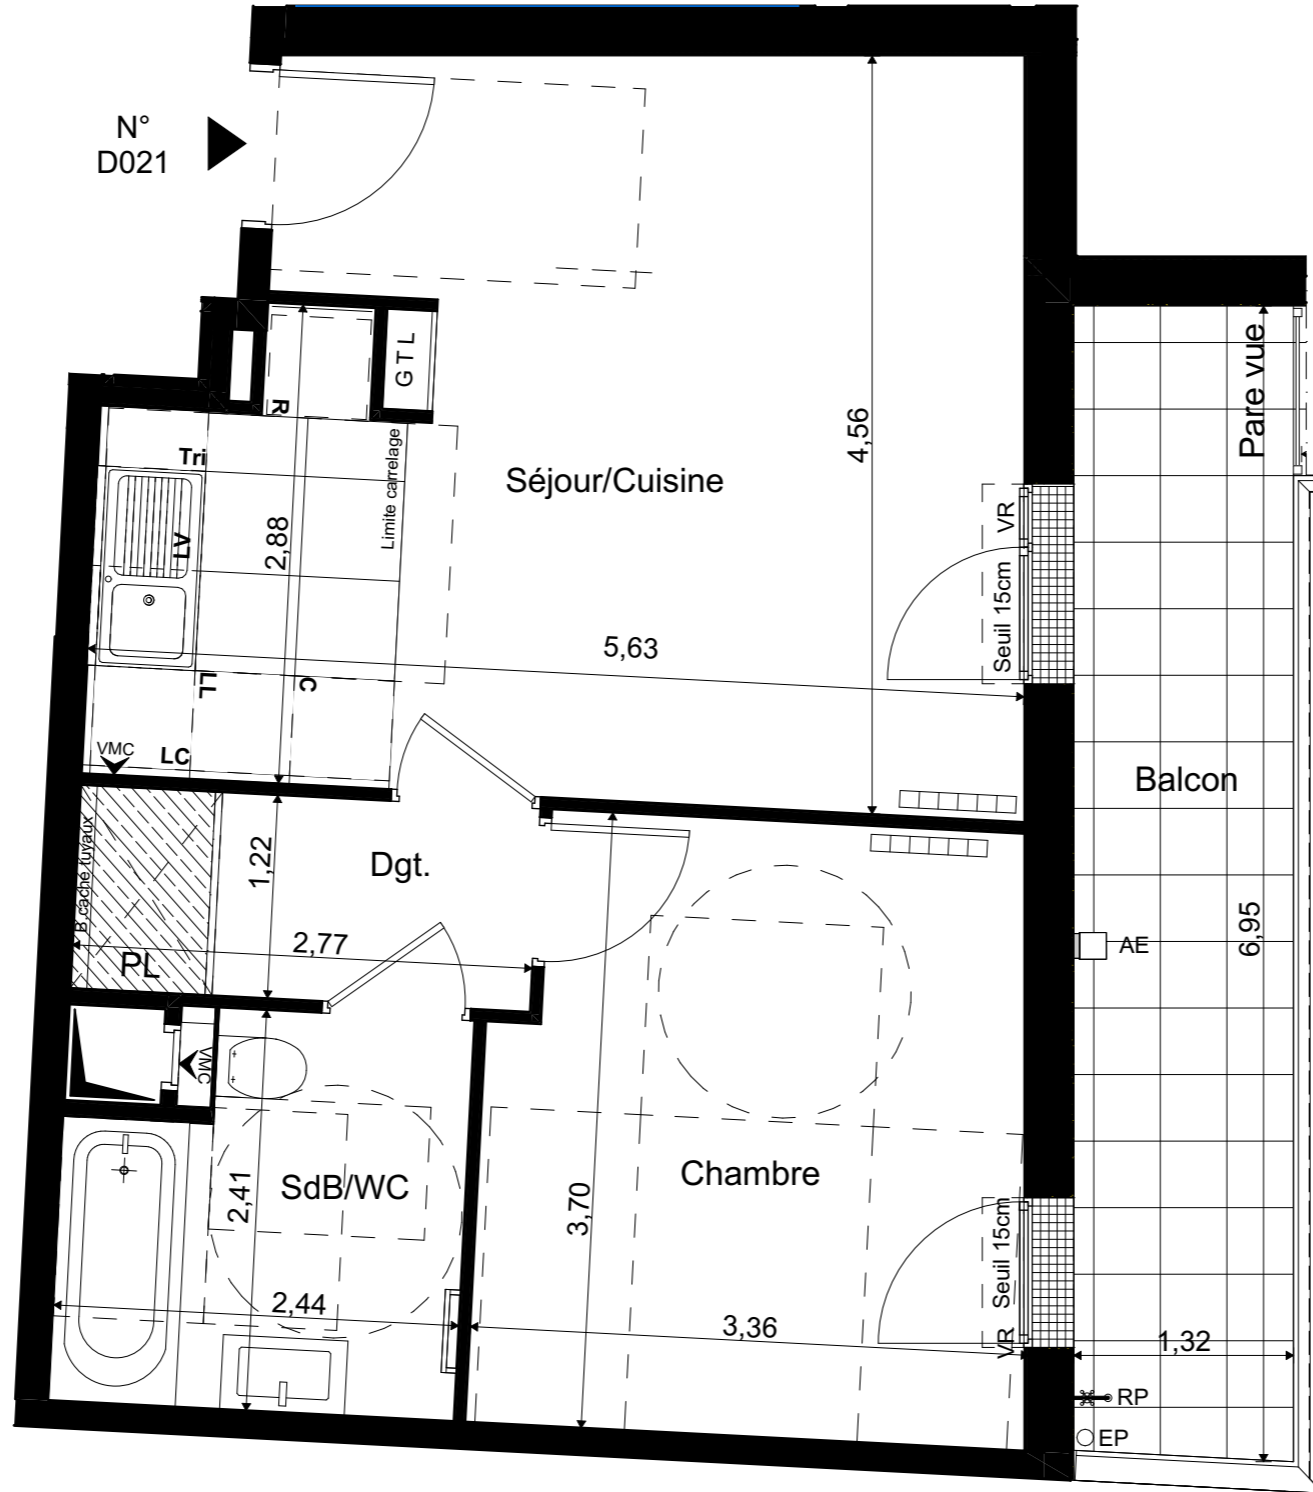 N°
D021
Pare vue
G T L
R
Limite carrelage
4,56
Tri
Séjour/Cuisine
VR
LV
2,88
Seuil 15cm
5,63
LL
C
VMC
LC
Balcon
B.cache tuyaux
1,22
Dgt.
2,77
6,95
AE
PL
VMC
2,41
SdB/WC
3,70
Chambre
Seuil 15cm
2,44
3,36
VR
1,32
RP
EP